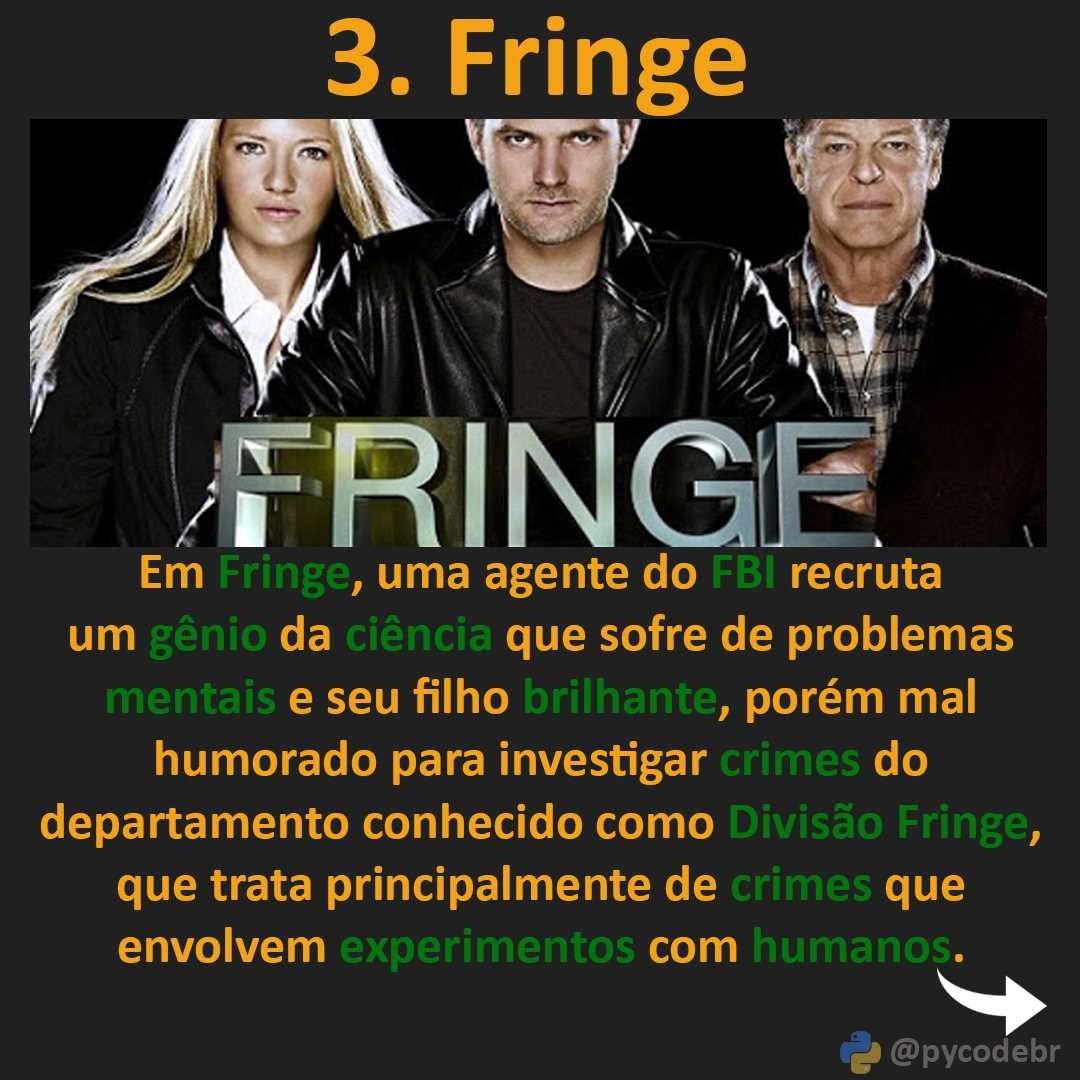 3. Fringe
FRINGE
Em Fringe, uma agente do FBI recruta
um gênio da ciência que sofre de problemas
mentais e seu filho brilhante, porém mal
humorado para investigar crimes do
departamento conhecido como Divisão Fringe,
que trata principalmente de crimes que
envolvem experimentos com humanos.
@pycodebr